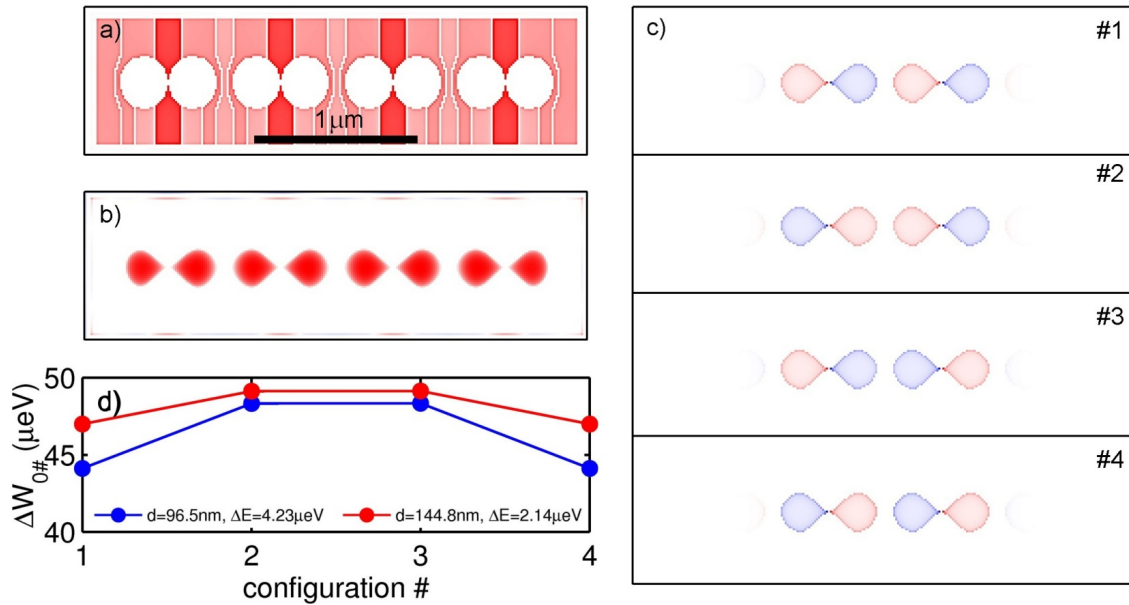 a)
1μm
b)
d)
50
45
40
ΔW0# (μeV)
d=96.5nm, ΔE=4.23μeV
d=144.8nm, ΔE=2.14μeV
1 2 3 4
configuration #
c)
#1
#2
#3
#4